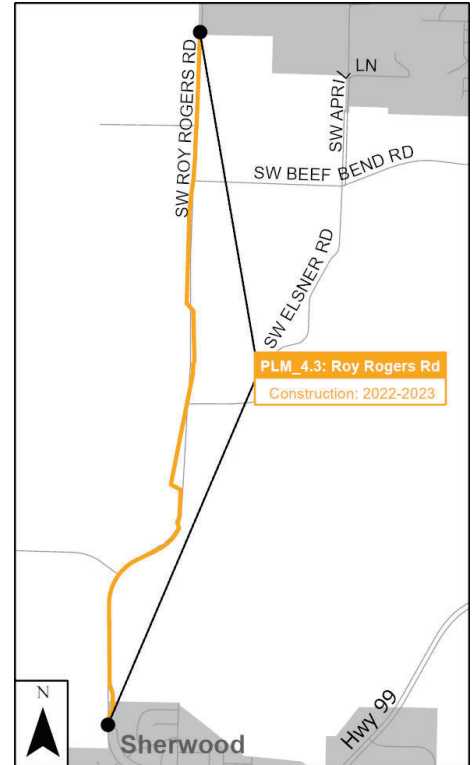 LN
SW APRIL
SW ROY ROGERS RD
SW BEEF BEND RD
SW ELSNER RD
PLM_4.3: Roy Rogers Rd
Construction: 2022-2023
N
Hwy 99
Sherwood